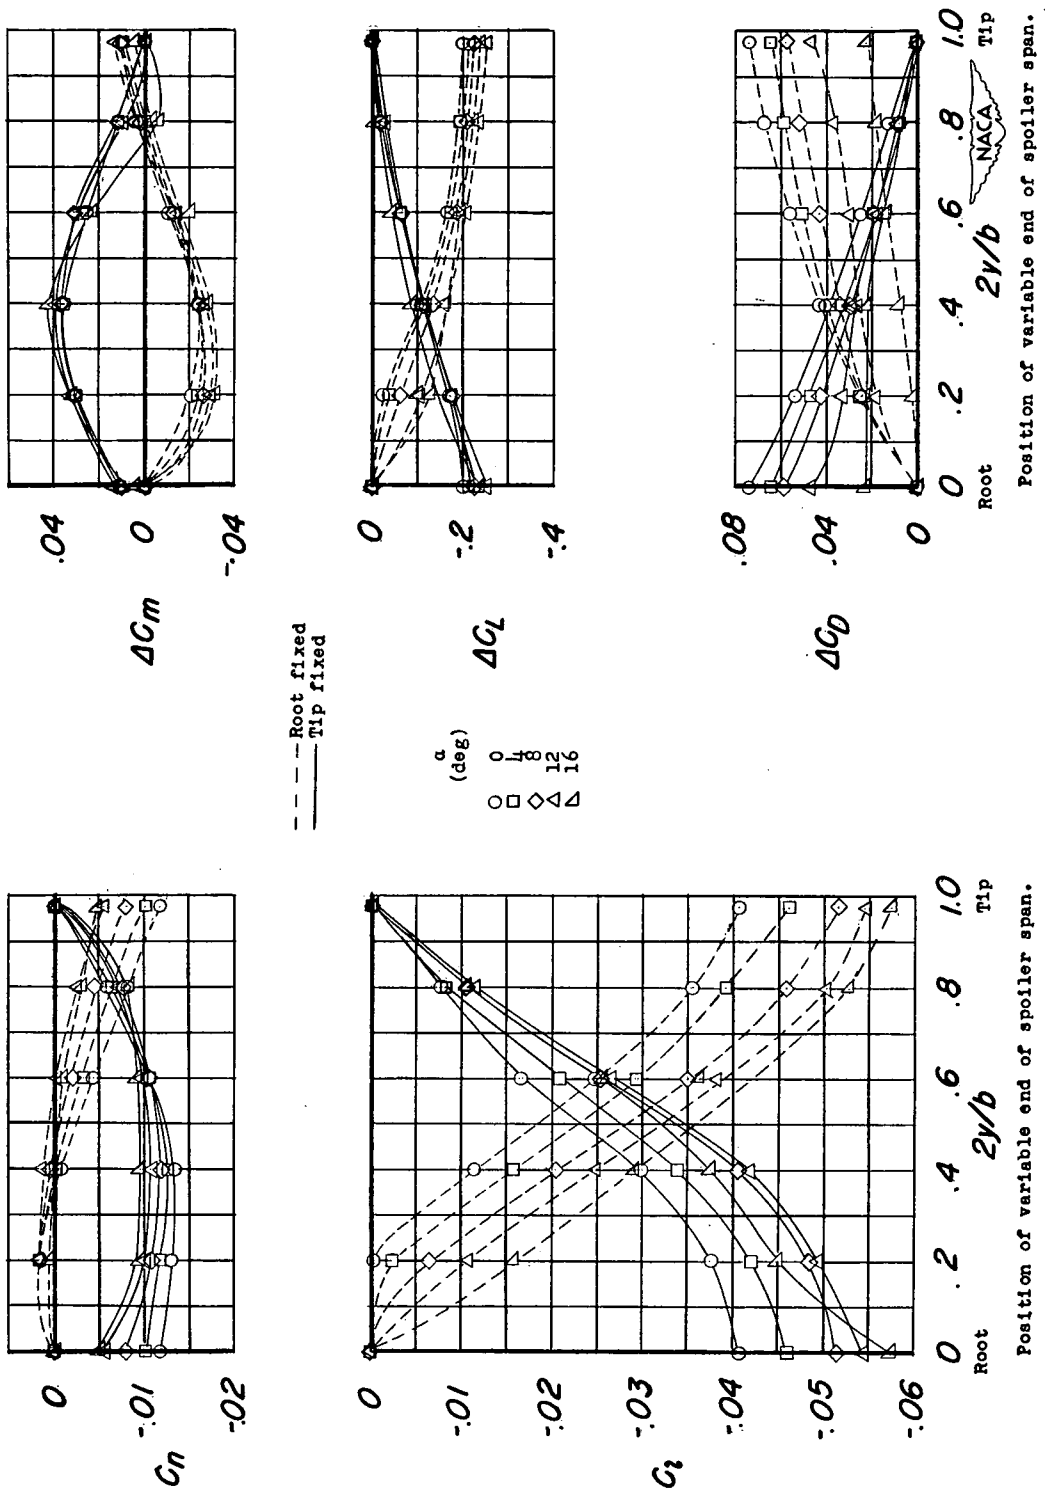 .04
0
-.04
ΔCm
0
-.2
-.4
ΔCL
.08
.04
0
ΔCD
0 .2 .4 .6 .8 1.0
Root 2y/b Tip
NACA
Position of variable end of spoiler span.
– – – Root fixed
——— Tip fixed
α
(deg)
○ 0
□ 4
◇ 8
△ 12
◺ 16
0
-.01
-.02
Cn
0
-.01
-.02
-.03
-.04
-.05
-.06
Cl
0 .2 .4 .6 .8 1.0
Root 2y/b Tip
Position of variable end of spoiler span.